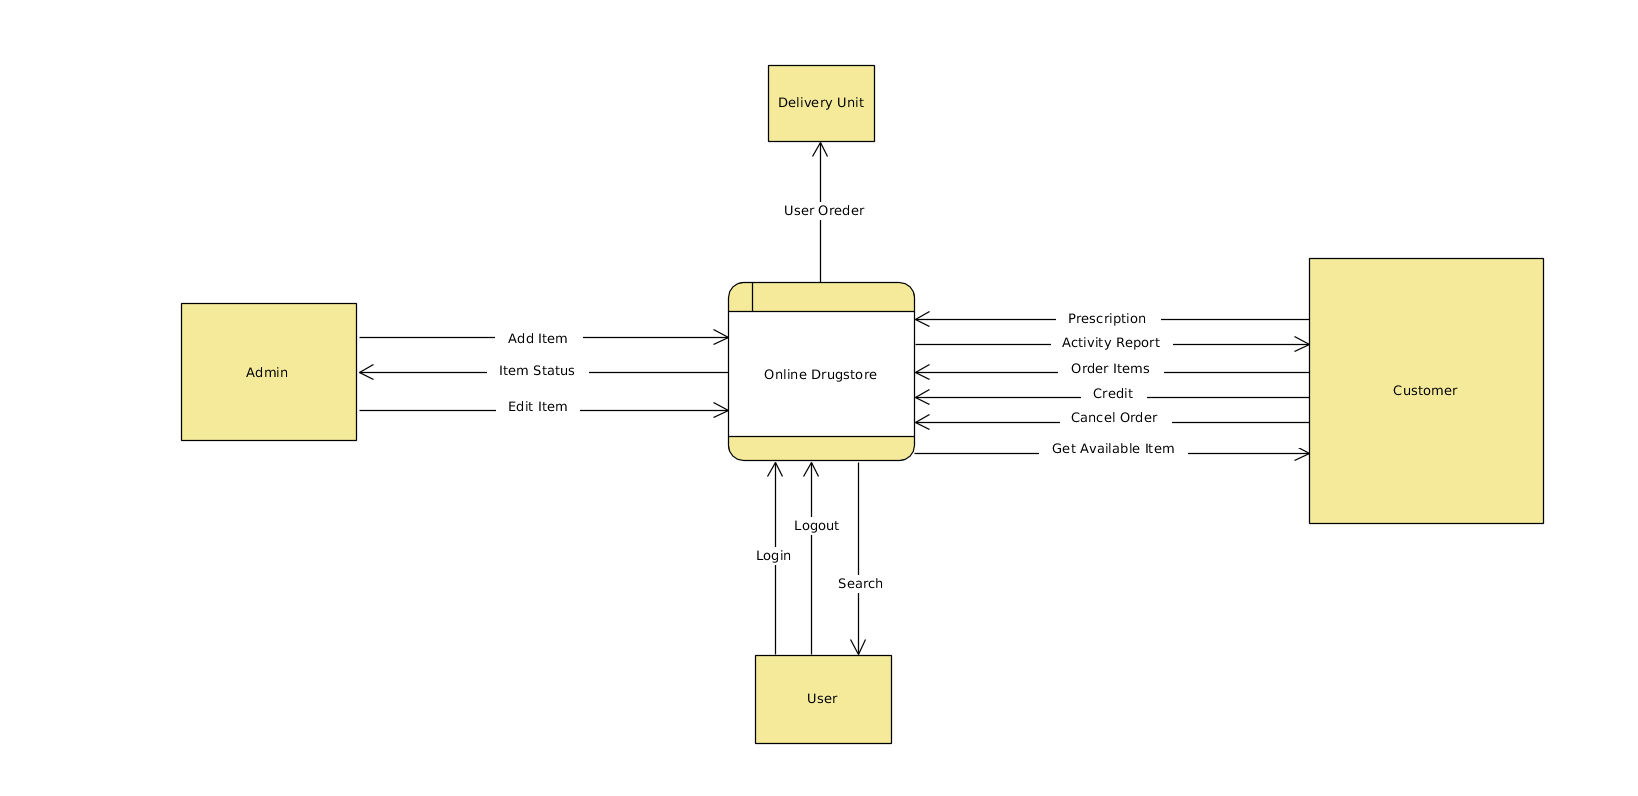 Delivery Unit
User Oreder
Prescription
Add Item
Activity Report
Item Status
Order Items
Admin
Online Drugstore
Customer
Credit
Edit Item
Cancel Order
Get Available Item
Logout
Login
Search
User